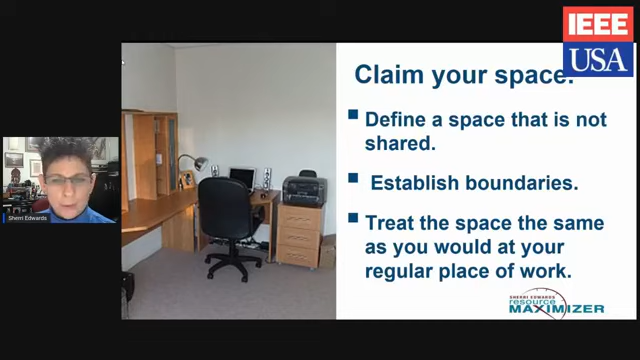 IEEE
USA
Claim your space.
Define a space that is not
shared.
Establish boundaries.
Treat the space the same
as you would at your
regular place of work.
Sherri Edwards
SHERRI EDWARDS
resource
MAXIMIZER